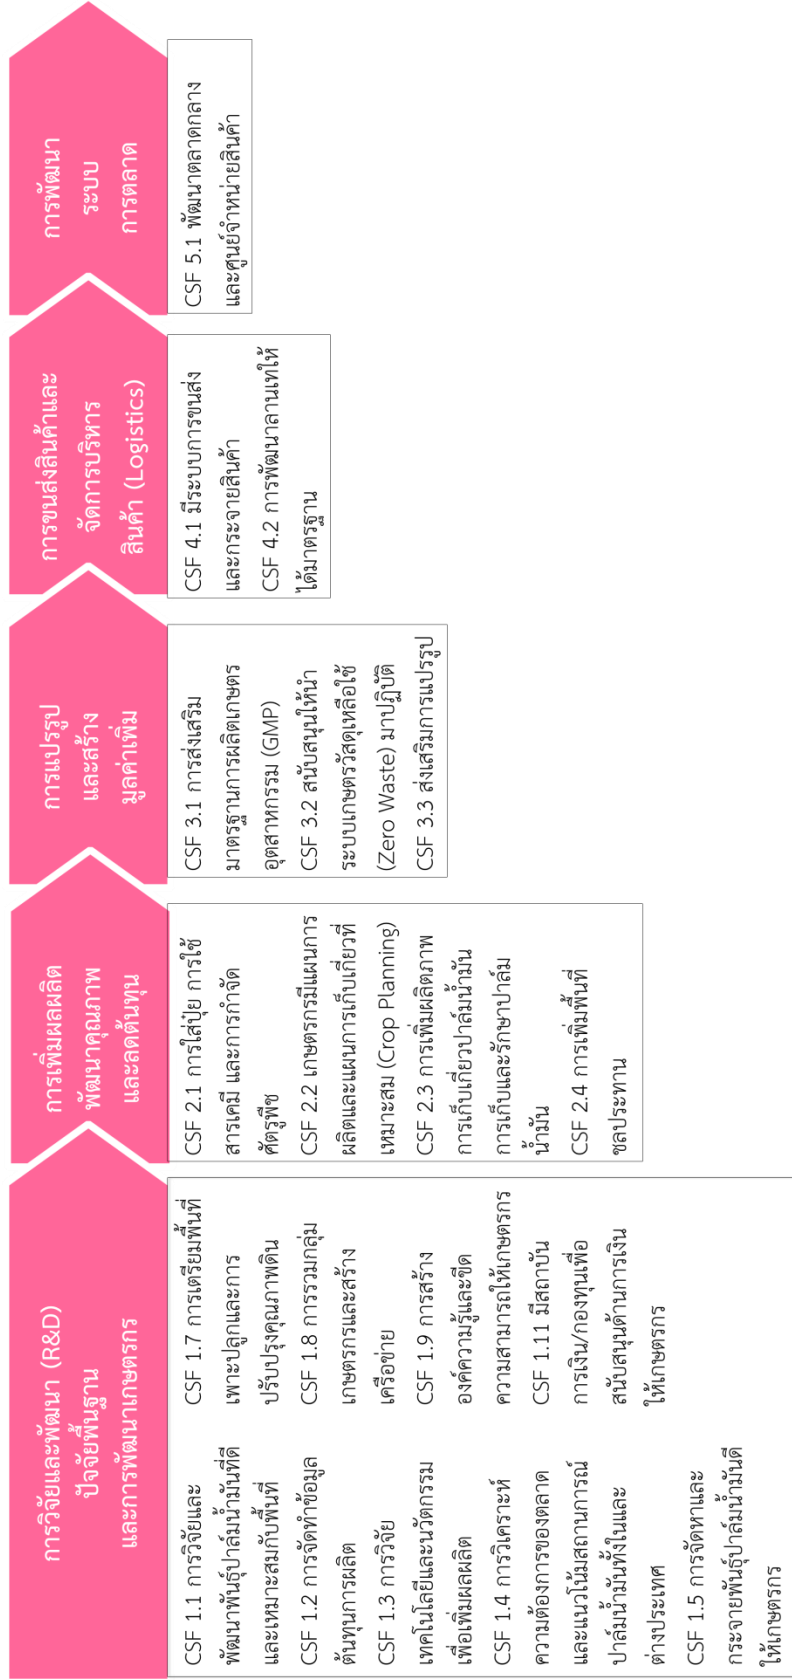 การวิจัยและพัฒนา (R&D)
ปัจจัยพื้นฐาน
และการพัฒนาเกษตรกร
CSF 1.1 การวิจัยและ
พัฒนาพันธุ์ปาล์มน้ำมันที่ดี
และเหมาะสมกับพื้นที่
CSF 1.2 การจัดทำข้อมูล
ต้นทุนการผลิต
CSF 1.3 การวิจัย
เทคโนโลยีและนวัตกรรม
เพื่อเพิ่มผลผลิต
CSF 1.4 การวิเคราะห์
ความต้องการของตลาด
และแนวโน้มสถานการณ์
ปาล์มน้ำมันทั้งในและ
ต่างประเทศ
CSF 1.5 การจัดหาและ
กระจายพันธุ์ปาล์มน้ำมันดี
ให้เกษตรกร
CSF 1.7 การเตรียมพื้นที่
เพาะปลูกและการ
ปรับปรุงคุณภาพดิน
CSF 1.8 การรวมกลุ่ม
เกษตรกรและสร้าง
เครือข่าย
CSF 1.9 การสร้าง
องค์ความรู้และขีด
ความสามารถให้เกษตรกร
CSF 1.11 มีสถาบัน
การเงิน/กองทุนเพื่อ
สนับสนุนด้านการเงิน
ให้เกษตรกร
การเพิ่มผลผลิต
พัฒนาคุณภาพ
และลดต้นทุน
CSF 2.1 การใส่ปุ๋ย การใช้
สารเคมี และการกำจัด
ศัตรูพืช
CSF 2.2 เกษตรกรมีแผนการ
ผลิตและแผนการเก็บเกี่ยวที่
เหมาะสม (Crop Planning)
CSF 2.3 การเพิ่มผลิตภาพ
การเก็บเกี่ยวปาล์มน้ำมัน
การเก็บและรักษาปาล์ม
น้ำมัน
CSF 2.4 การเพิ่มพื้นที่
ชลประทาน
การแปรรูป
และสร้าง
มูลค่าเพิ่ม
CSF 3.1 การส่งเสริม
มาตรฐานการผลิตเกษตร
อุตสาหกรรม (GMP)
CSF 3.2 สนับสนุนให้นำ
ระบบเกษตรวัสดุเหลือใช้
(Zero Waste) มาปฏิบัติ
CSF 3.3 ส่งเสริมการแปรรูป
การขนส่งสินค้าและ
จัดการบริหาร
สินค้า (Logistics)
CSF 4.1 มีระบบการขนส่ง
และกระจายสินค้า
CSF 4.2 การพัฒนาลานเทให้
ได้มาตรฐาน
การพัฒนา
ระบบ
การตลาด
CSF 5.1 พัฒนาตลาดกลาง
และศูนย์จำหน่ายสินค้า